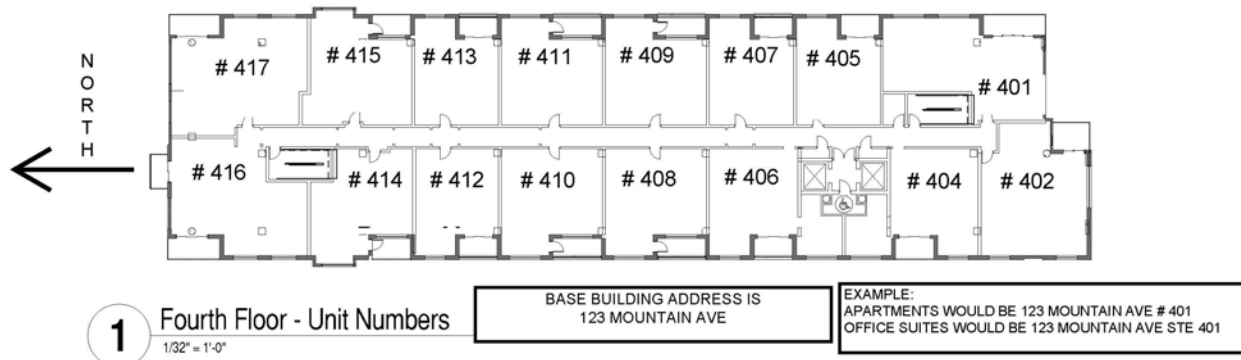 NORTH
# 417
# 415
# 413
# 411
# 409
# 407
# 405
# 401
# 416
# 414
# 412
# 410
# 408
# 406
# 404
# 402
1
Fourth Floor - Unit Numbers
1/32" = 1'-0"
BASE BUILDING ADDRESS IS
123 MOUNTAIN AVE
EXAMPLE:
APARTMENTS WOULD BE 123 MOUNTAIN AVE # 401
OFFICE SUITES WOULD BE 123 MOUNTAIN AVE STE 401